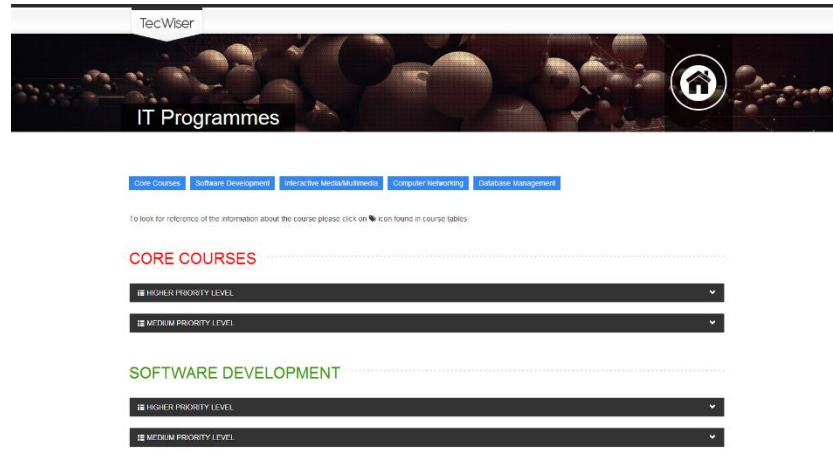 TecWiser
IT Programmes
Core Courses Software Development Interactive Media/Multimedia Computer Networking Database Management
To look for reference of the information about the course please click on icon found in course tables.
CORE COURSES
HIGHER PRIORITY LEVEL
MEDIUM PRIORITY LEVEL
SOFTWARE DEVELOPMENT
HIGHER PRIORITY LEVEL
MEDIUM PRIORITY LEVEL